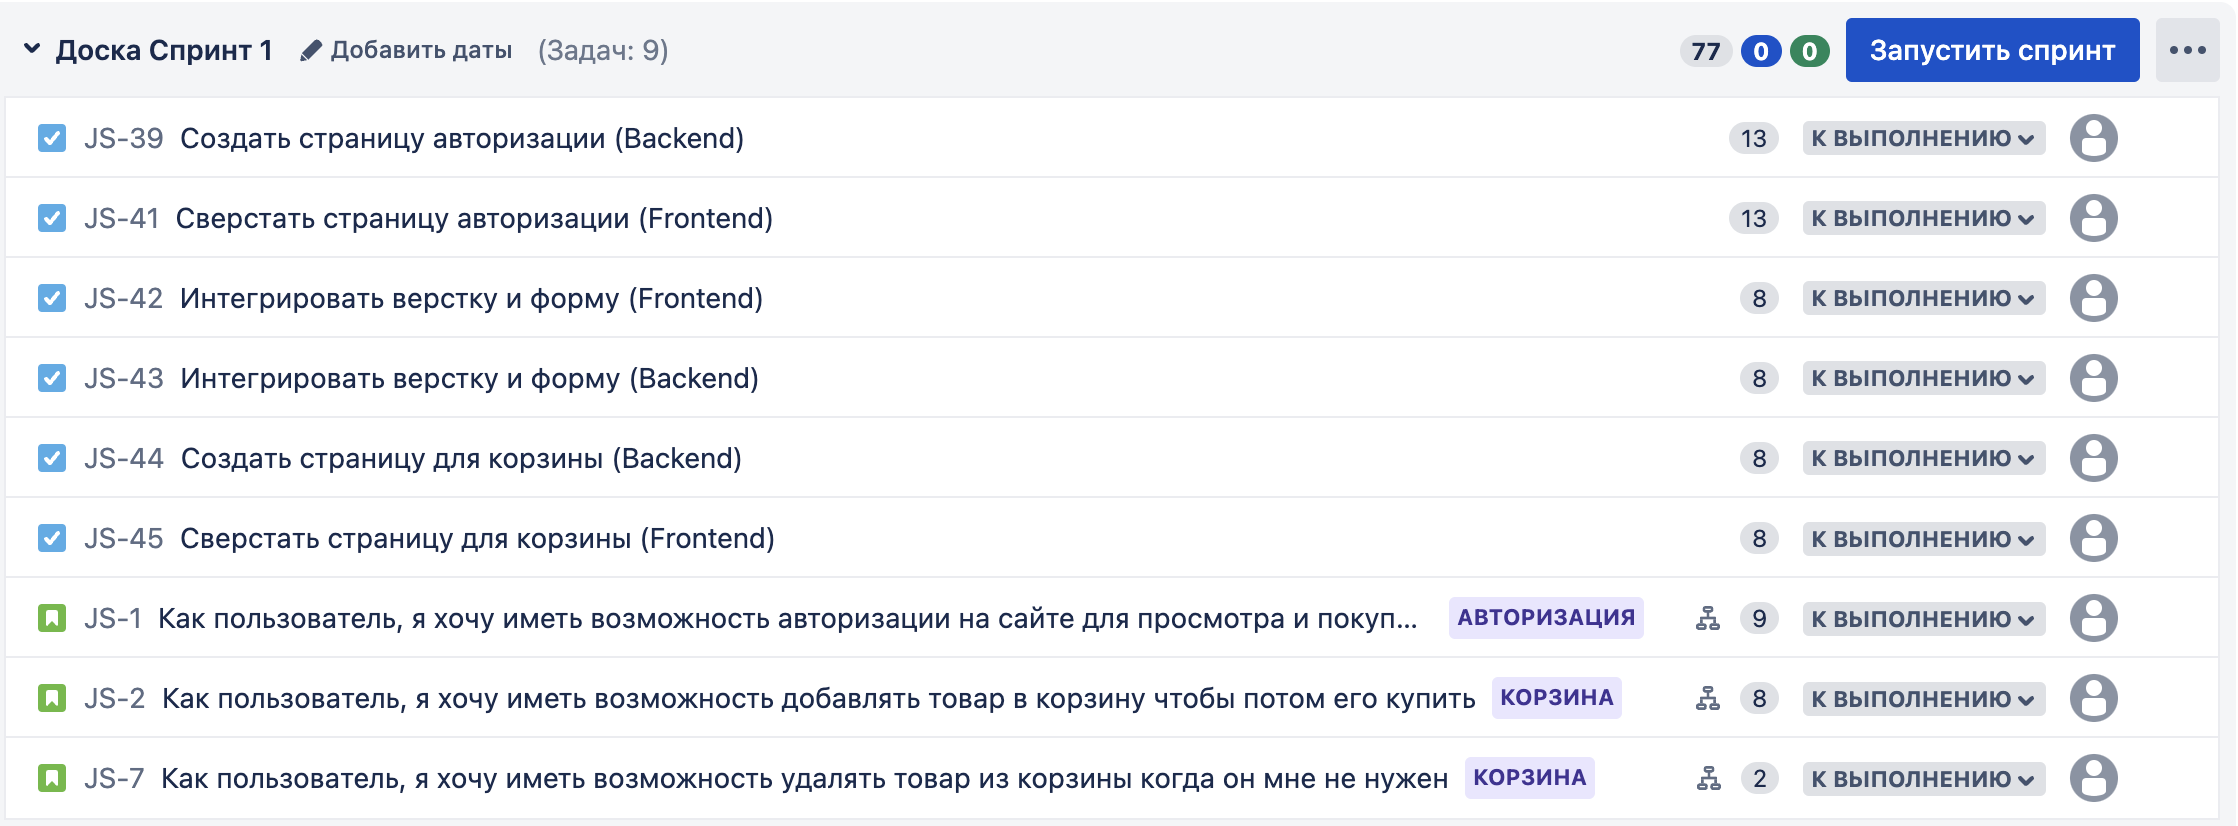 Доска Спринт 1 Добавить даты (Задач: 9) 77 0 0 Запустить спринт
JS-39 Создать страницу авторизации (Backend) 13 К ВЫПОЛНЕНИЮ
JS-41 Сверстать страницу авторизации (Frontend) 13 К ВЫПОЛНЕНИЮ
JS-42 Интегрировать верстку и форму (Frontend) 8 К ВЫПОЛНЕНИЮ
JS-43 Интегрировать верстку и форму (Backend) 8 К ВЫПОЛНЕНИЮ
JS-44 Создать страницу для корзины (Backend) 8 К ВЫПОЛНЕНИЮ
JS-45 Сверстать страницу для корзины (Frontend) 8 К ВЫПОЛНЕНИЮ
JS-1 Как пользователь, я хочу иметь возможность авторизации на сайте для просмотра и покуп... АВТОРИЗАЦИЯ 9 К ВЫПОЛНЕНИЮ
JS-2 Как пользователь, я хочу иметь возможность добавлять товар в корзину чтобы потом его купить КОРЗИНА 8 К ВЫПОЛНЕНИЮ
JS-7 Как пользователь, я хочу иметь возможность удалять товар из корзины когда он мне не нужен КОРЗИНА 2 К ВЫПОЛНЕНИЮ